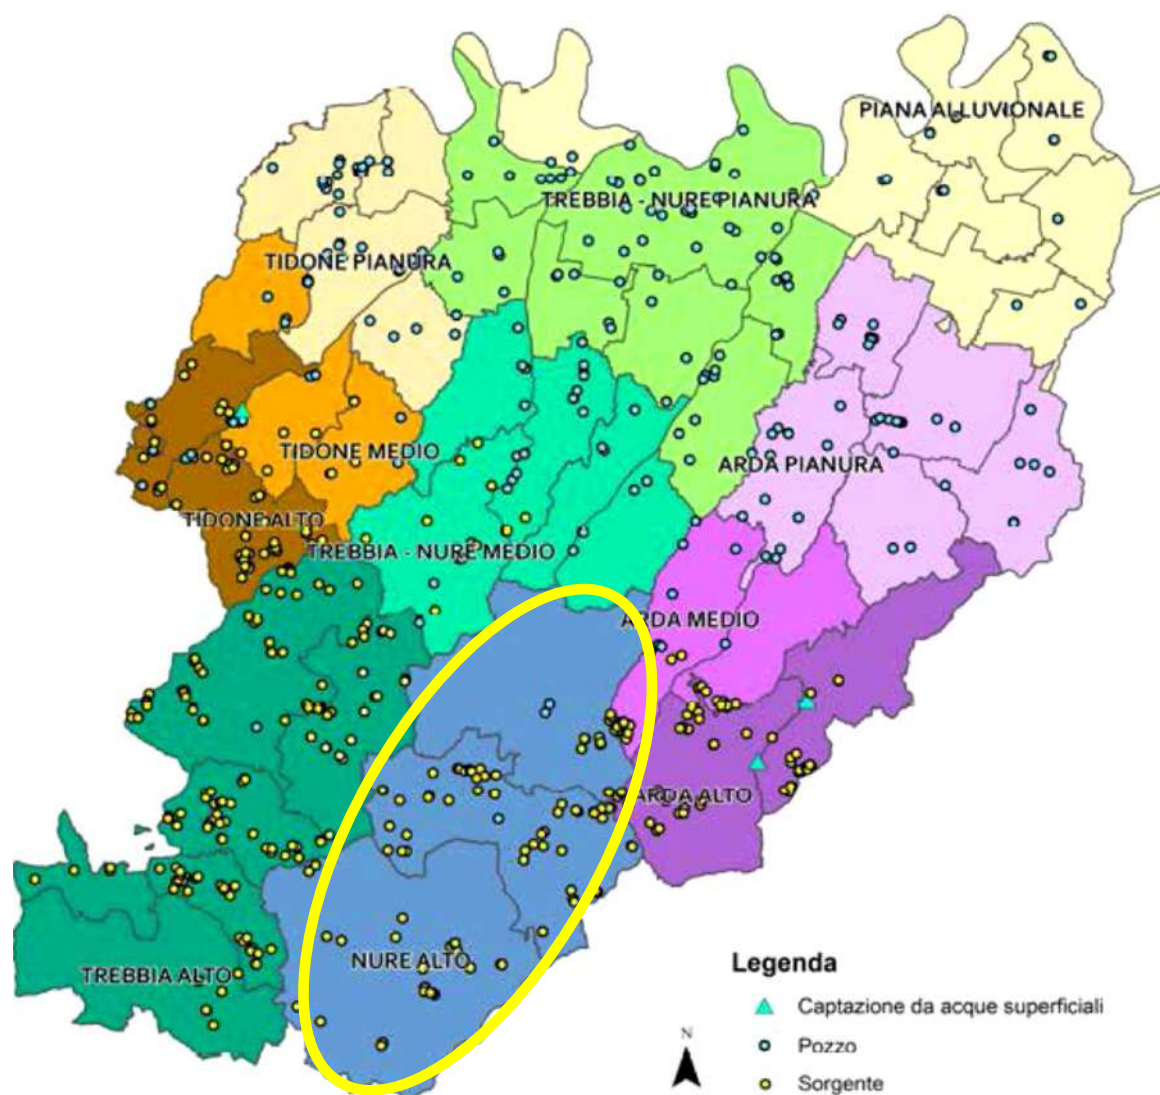 PIANA ALLUVIONALE
TREBBIA - NURE PIANURA
TIDONE PIANURA
TIDONE MEDIO
ARDA PIANURA
TIDONE ALTO
TREBBIA - NURE MEDIO
ARDA MEDIO
ARDA ALTO
NURE ALTO
TREBBIA ALTO
Legenda
Captazione da acque superficiali
N
Pozzo
Sorgente